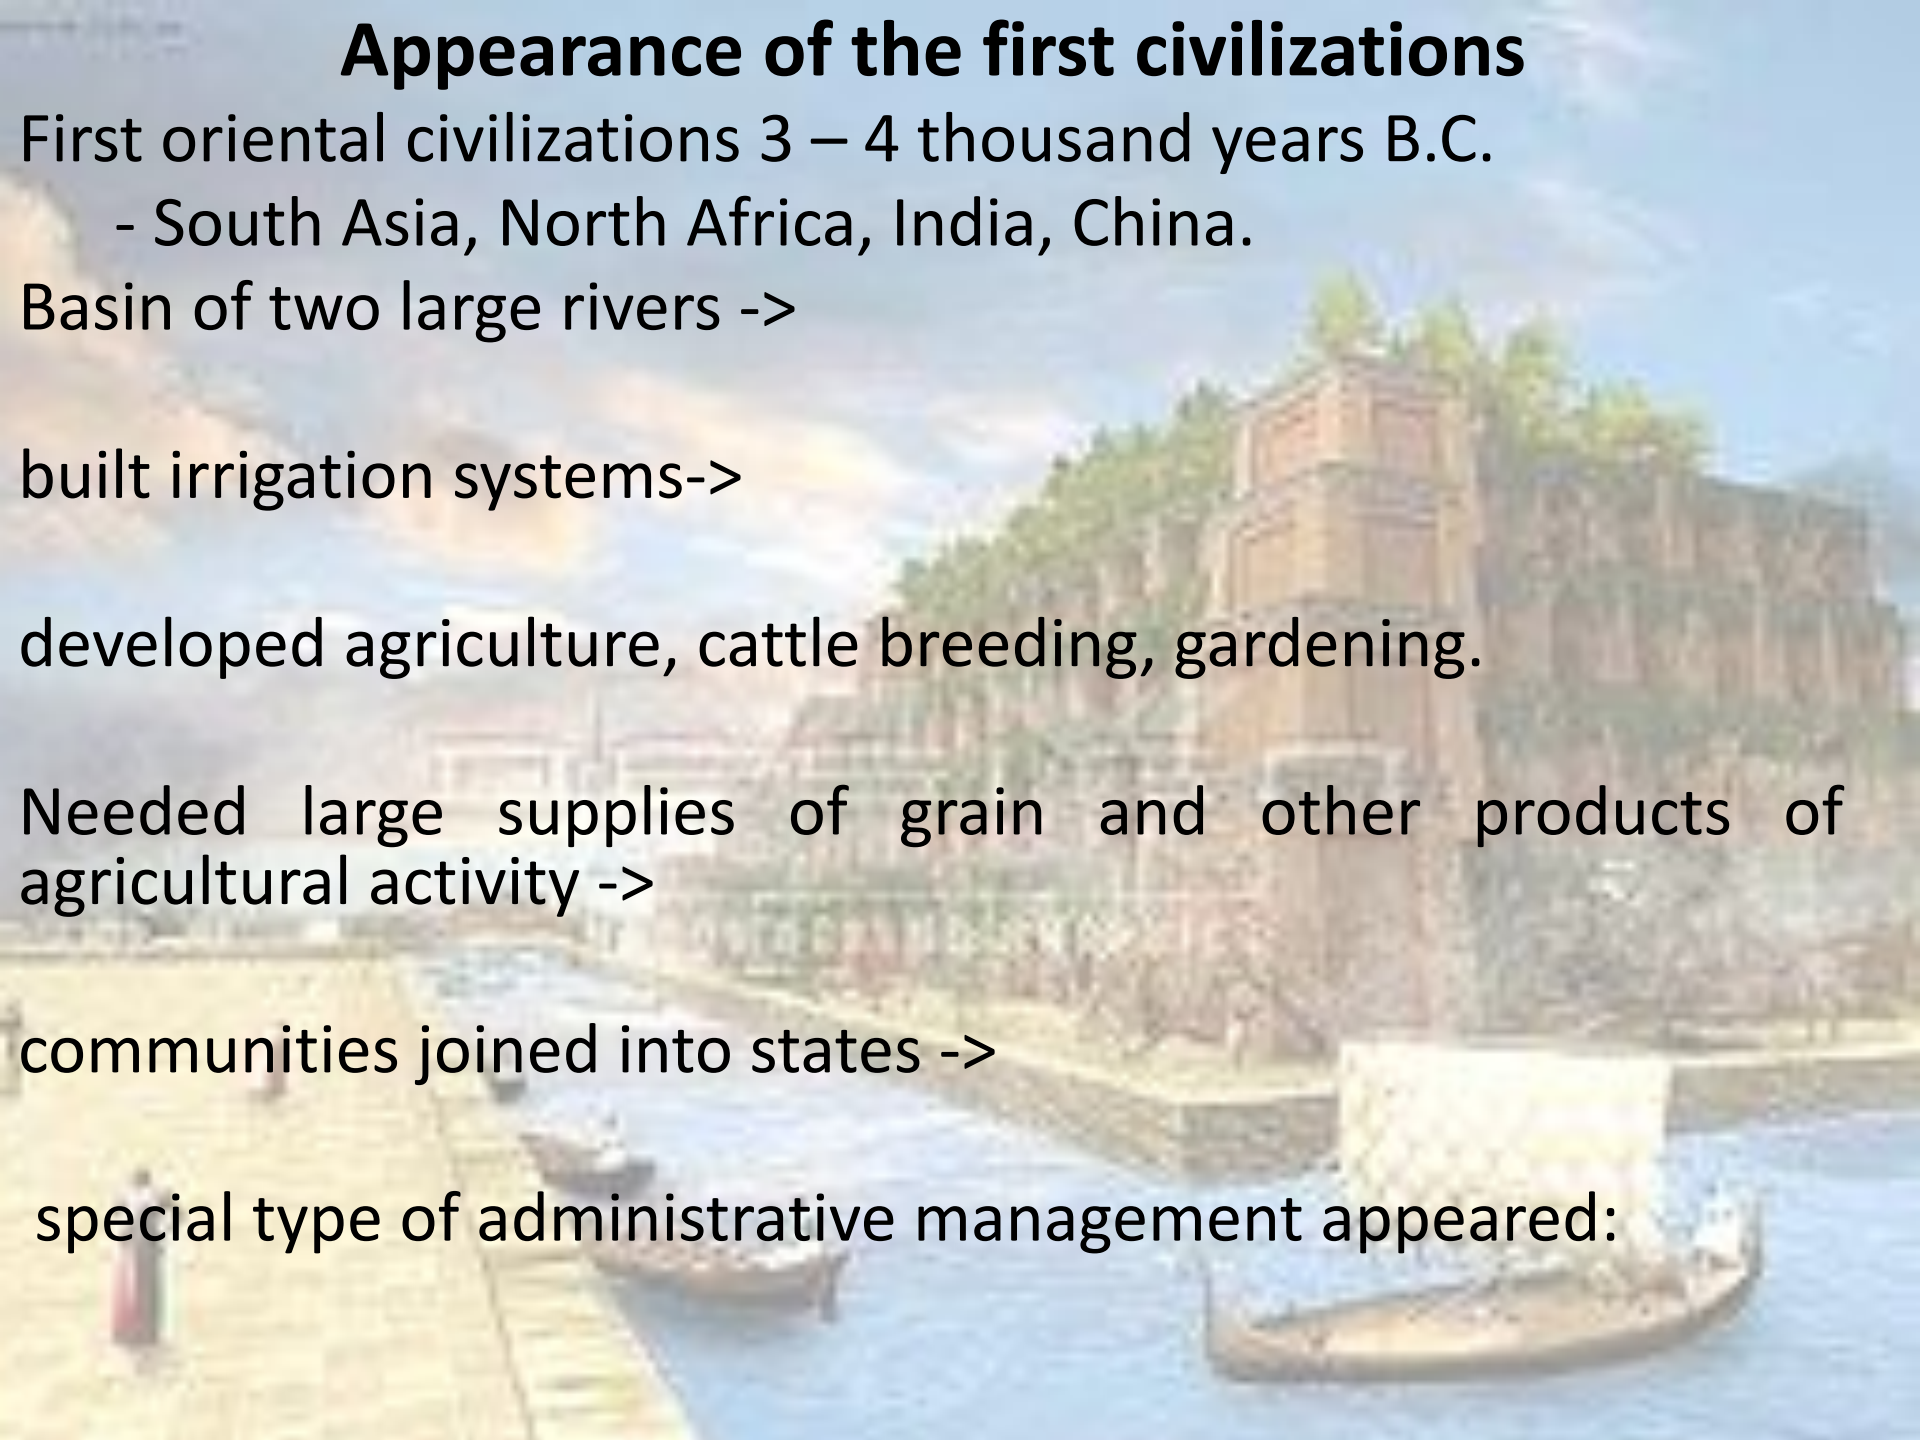 Appearance of the first civilizations
First oriental civilizations 3 – 4 thousand years B.C.
- South Asia, North Africa, India, China.
Basin of two large rivers ->
built irrigation systems->
developed agriculture, cattle breeding, gardening.
Needed large supplies of grain and other products of
agricultural activity ->
communities joined into states ->
special type of administrative management appeared: